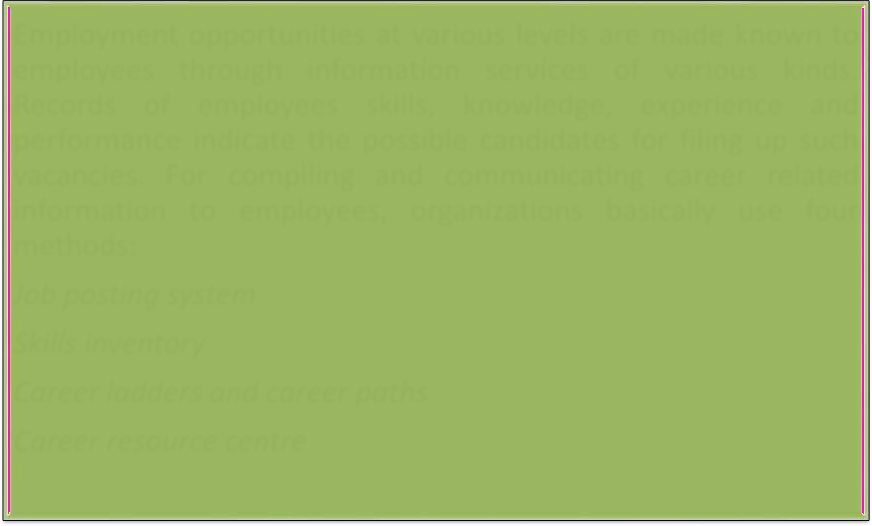 Employment opportunities at various levels are made known to
employees through information services of various kinds.
Records of employees skills, knowledge, experience and
performance indicate the possible candidates for filing up such
vacancies. For compiling and communicating career related
information to employees, organizations basically use four
methods:
Job posting system
Skills inventory
Career ladders and career paths
Career resource centre